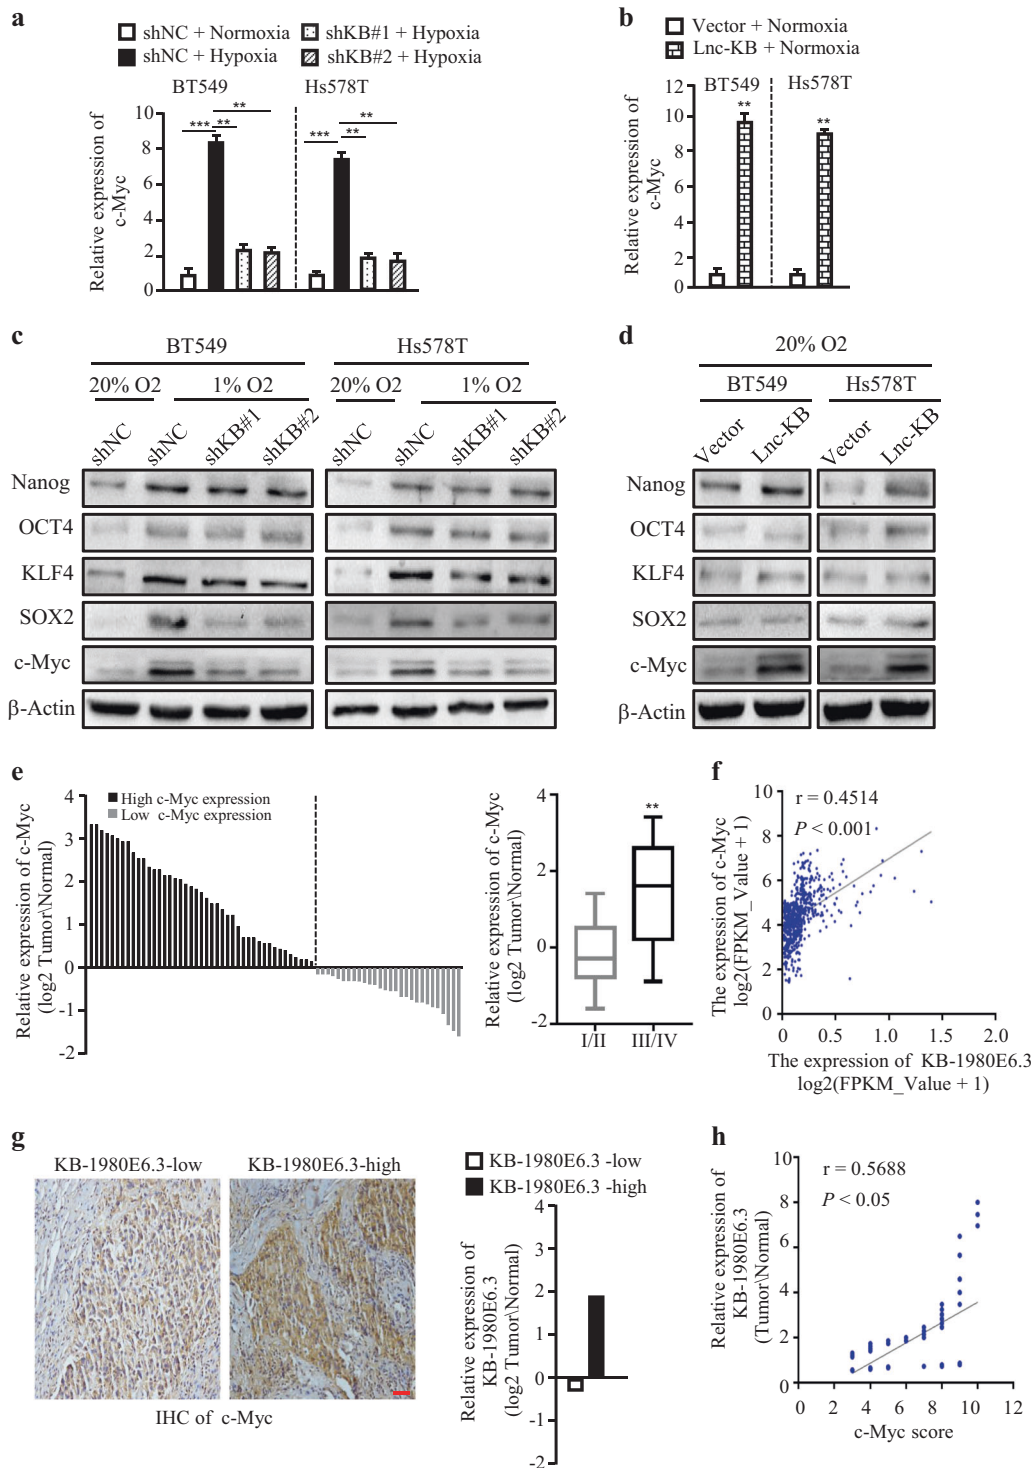 a
shNC + Normoxia
shKB#1 + Hypoxia
shNC + Hypoxia
shKB#2 + Hypoxia
BT549
Hs578T
Relative expression of
c-Myc
10
8
6
4
2
0
***
**
**
***
**
**
b
Vector + Normoxia
Lnc-KB + Normoxia
BT549
Hs578T
Relative expression of
c-Myc
12
10
8
6
4
2
0
**
**
c
BT549
Hs578T
20% O2
1% O2
20% O2
1% O2
shNC
shNC
shKB#1
shKB#2
shNC
shNC
shKB#1
shKB#2
Nanog
OCT4
KLF4
SOX2
c-Myc
β-Actin
d
20% O2
BT549
Hs578T
Vector
Lnc-KB
Vector
Lnc-KB
Nanog
OCT4
KLF4
SOX2
c-Myc
β-Actin
e
Relative expression of c-Myc
(log2 Tumor\Normal)
4
3
2
1
0
-1
-2
High c-Myc expression
Low c-Myc expression
Relative expression of c-Myc
(log2 Tumor\Normal)
4
2
0
-2
**
I/II
III/IV
f
r = 0.4514
P < 0.001
The expression of c-Myc
log2(FPKM_Value + 1)
10
8
6
4
2
0
0
0.5
1.0
1.5
2.0
The expression of KB-1980E6.3
log2(FPKM_Value + 1)
g
KB-1980E6.3-low
KB-1980E6.3-high
IHC of c-Myc
KB-1980E6.3 -low
KB-1980E6.3 -high
Relative expression of
KB-1980E6.3
(log2 Tumor\Normal)
4
3
2
1
0
-1
-2
h
r = 0.5688
P < 0.05
Relative expression of
KB-1980E6.3
(Tumor\Normal)
10
8
6
4
2
0
0
2
4
6
8
10
12
c-Myc score